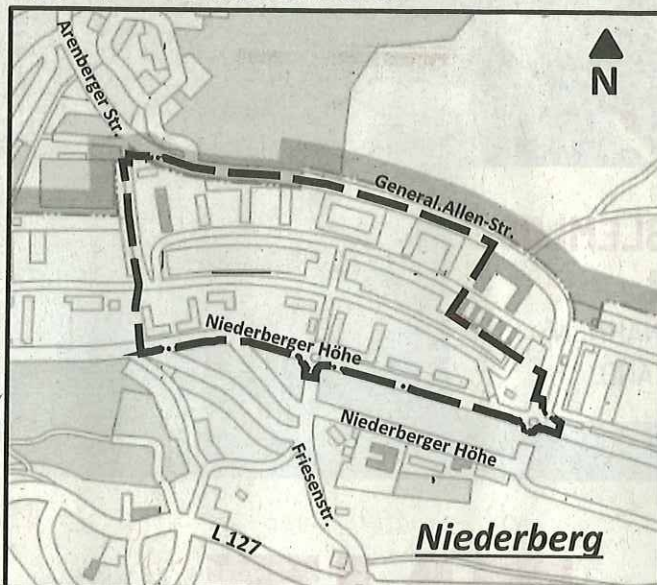 Arenberger Str.
N
General.Allen-Str.
Niederberger Höhe
Niederberger Höhe
Friesenstr.
L 127
Niederberg